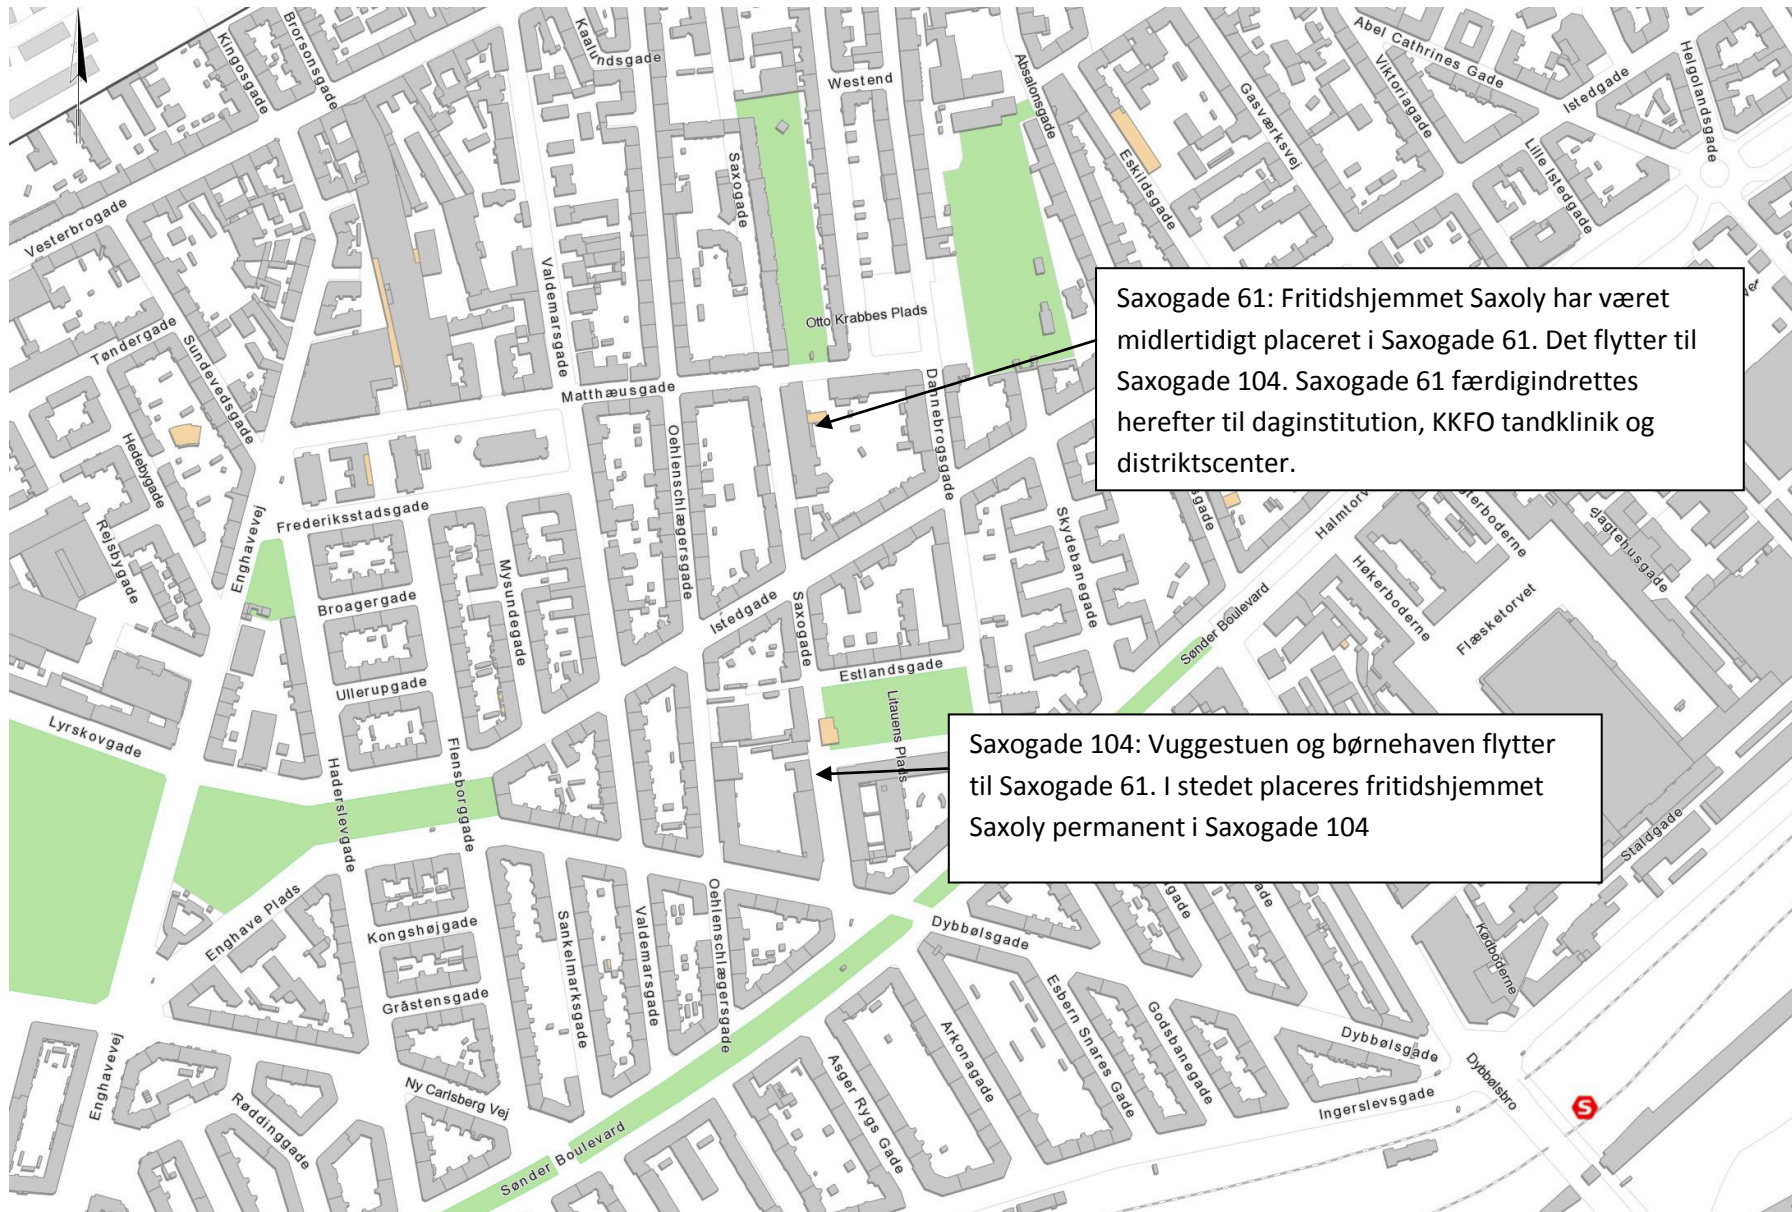 Kingosgade
Brorsonsgade
Kaalundsgade
Westend
Absalonsgade
Gasværksvej
Abel Cathrines Gade
Viktoriagade
Istedgade
Helgolandsgade
Lille Istedgade
Eskildsgade
Saxogade
Vesterbrogade
Valdemarsgade
Otto Krabbes Plads
Tøndergade
Sundevedsgade
Matthæusgade
Dannebrogsgade
Saxogade 61: Fritidshjemmet Saxoly har været
midlertidigt placeret i Saxogade 61. Det flytter til
Saxogade 104. Saxogade 61 færdigindrettes
herefter til daginstitution, KKFO tandklinik og
distriktscenter.
Hedebygade
Rejsbygade
Enghavevej
Frederiksstadsgade
Oehlenschlægersgade
Mysundegade
Broagergade
Ullerupgade
Istedgade
Saxogade
Estlandsgade
Litauens Plads
Skydebanegade
Sønder Boulevard
Halmtorv
Høkerboderne
Flæsketorvet
Lyrskovgade
Haderslevgade
Flensborggade
Saxogade 104: Vuggestuen og børnehaven flytter
til Saxogade 61. I stedet placeres fritidshjemmet
Saxoly permanent i Saxogade 104
Staldgade
Kødboderne
Enghave Plads
Kongshøjgade
Gråstensgade
Sankelmarksgade
Valdemarsgade
Oehlenschlægersgade
Dybbølsgade
Enghavevej
Røddinggade
Ny Carlsberg Vej
Sønder Boulevard
Asger Rygs Gade
Arkonagade
Esbern Snares Gade
Godsbanegade
Dybbølsgade
Ingerslevsgade
Dybbølsbro
S